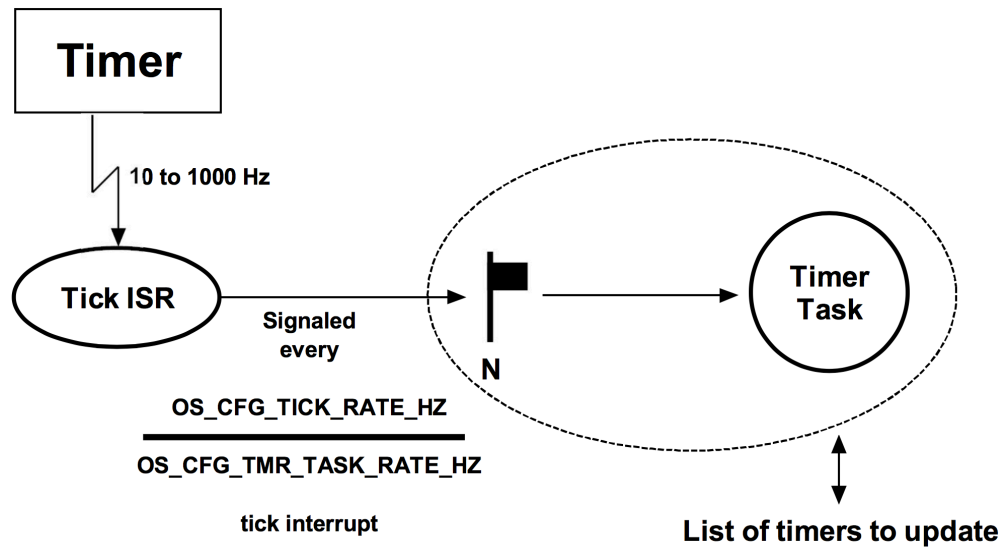 Timer
10 to 1000 Hz
Tick ISR
Signaled
every
N
Timer
Task
OS_CFG_TICK_RATE_HZ
OS_CFG_TMR_TASK_RATE_HZ
tick interrupt
List of timers to update